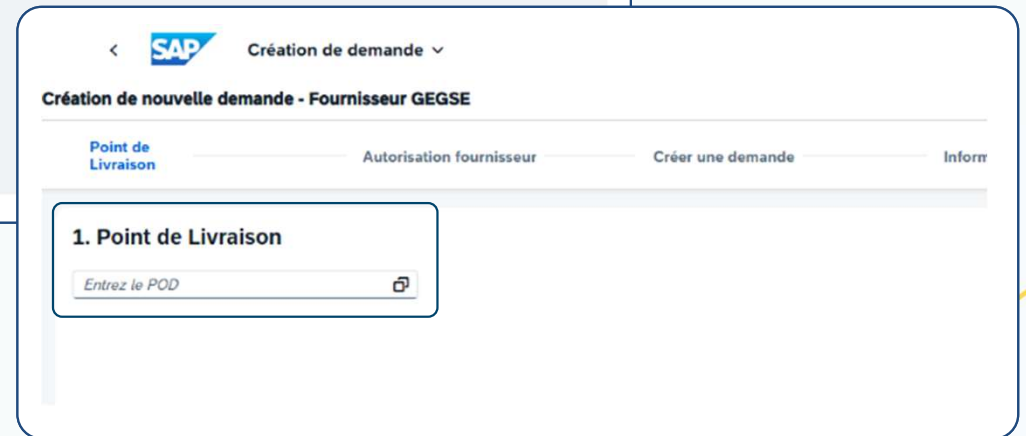 SAP Création de demande
Création de nouvelle demande - Fournisseur GEGSE
Point de
Livraison
Autorisation fournisseur
Créer une demande
Inform
1. Point de Livraison
Entrez le POD